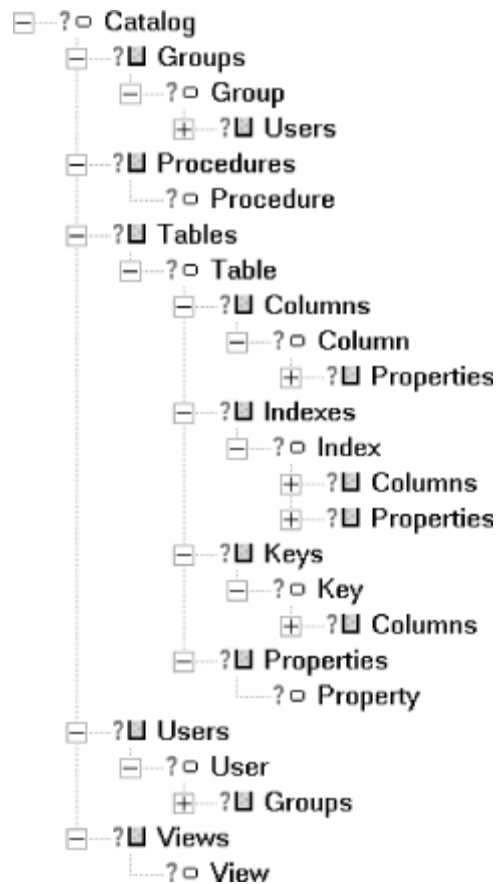 ? Catalog
? Groups
? Group
? Users
? Procedures
? Procedure
? Tables
? Table
? Columns
? Column
? Properties
? Indexes
? Index
? Columns
? Properties
? Keys
? Key
? Columns
? Properties
? Property
? Users
? User
? Groups
? Views
? View